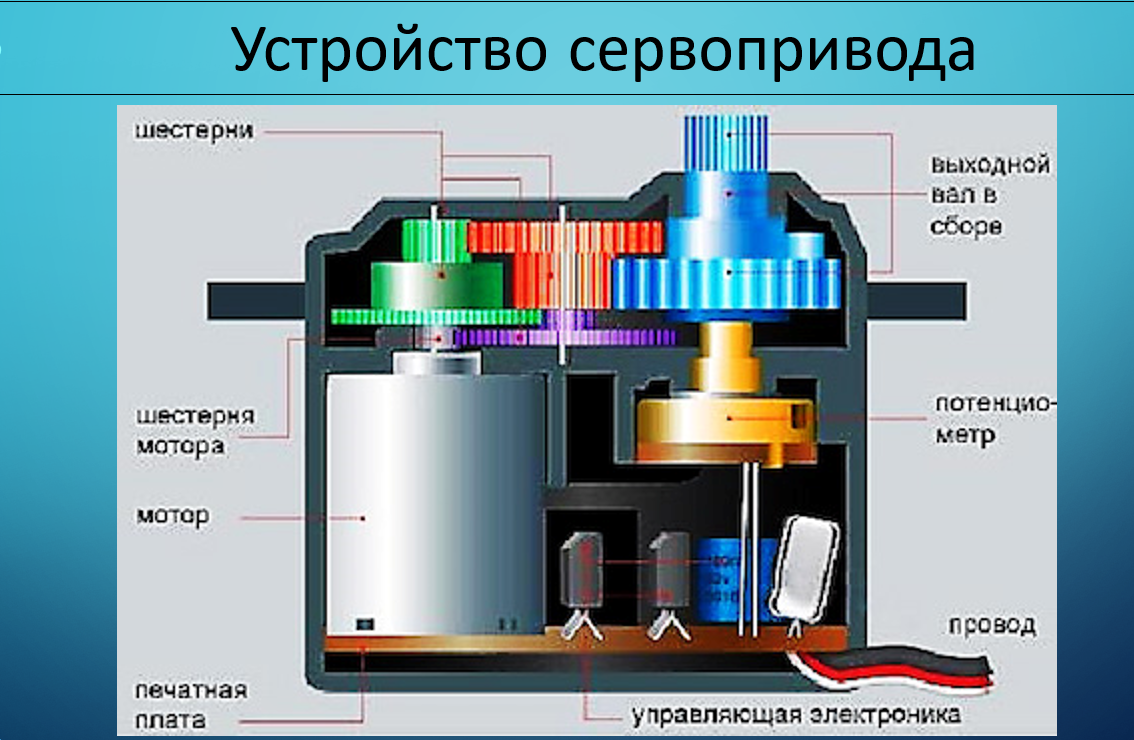 Устройство сервопривода
шестерни
выходной
вал в
сборе
шестерня
мотора
потенцио-
метр
мотор
провод
печатная
плата
управляющая электроника